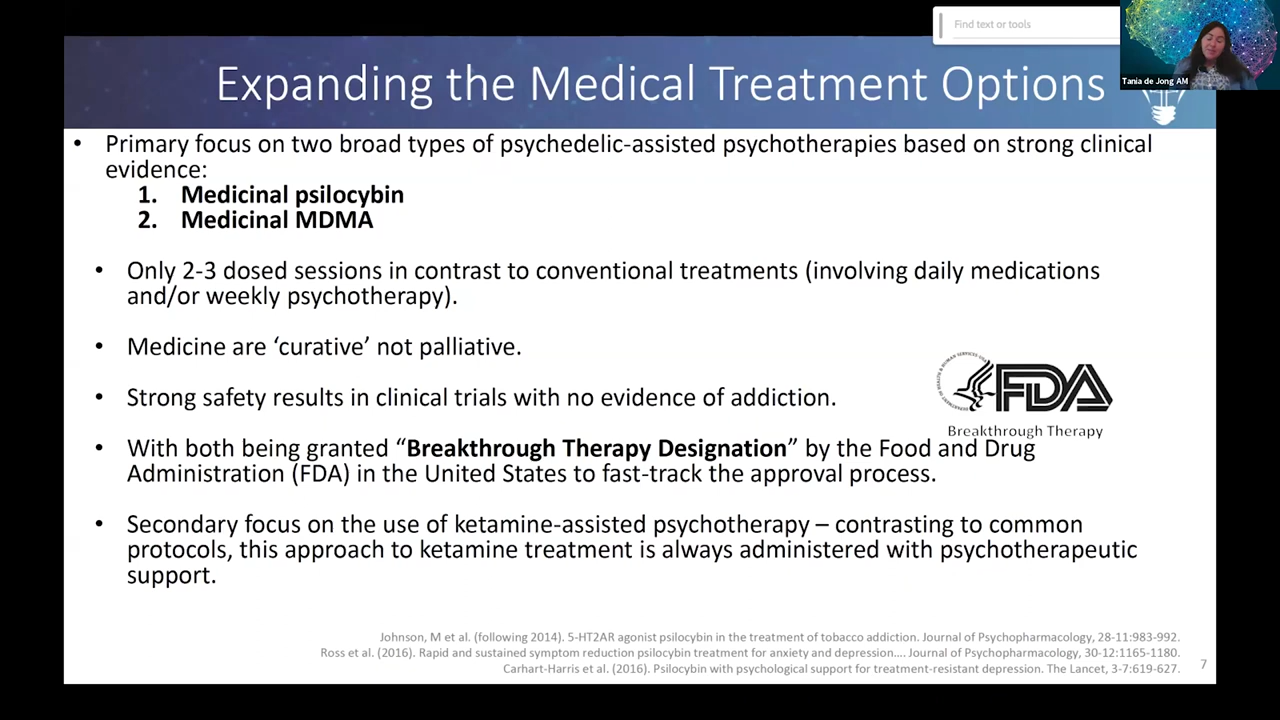 Find text or tools
Tania de Jong AM
Expanding the Medical Treatment Options
• Primary focus on two broad types of psychedelic-assisted psychotherapies based on strong clinical
evidence:
1. Medicinal psilocybin
2. Medicinal MDMA
• Only 2-3 dosed sessions in contrast to conventional treatments (involving daily medications
and/or weekly psychotherapy).
• Medicine are ‘curative’ not palliative.
• Strong safety results in clinical trials with no evidence of addiction.
FDA
Breakthrough Therapy
• With both being granted “Breakthrough Therapy Designation” by the Food and Drug
Administration (FDA) in the United States to fast-track the approval process.
• Secondary focus on the use of ketamine-assisted psychotherapy – contrasting to common
protocols, this approach to ketamine treatment is always administered with psychotherapeutic
support.
Johnson, M et al. (following 2014). 5-HT2AR agonist psilocybin in the treatment of tobacco addiction. Journal of Psychopharmacology, 28-11:983-992.
Ross et al. (2016). Rapid and sustained symptom reduction psilocybin treatment for anxiety and depression.... Journal of Psychopharmacology, 30-12:1165-1180.
Carhart-Harris et al. (2016). Psilocybin with psychological support for treatment-resistant depression. The Lancet, 3-7:619-627.
7